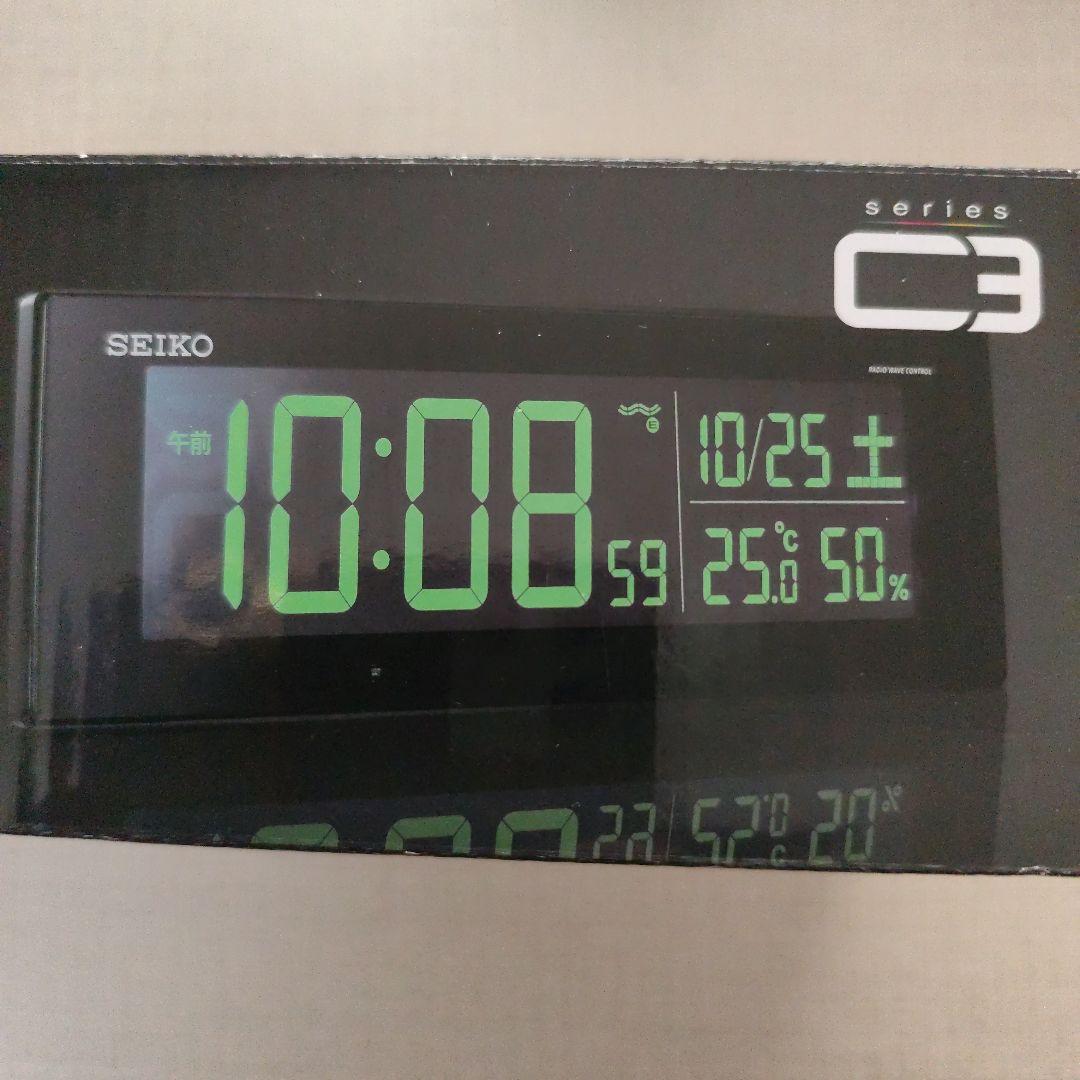 series
C3
SEIKO
RADIO WAVE CONTROL
午前 10:08 59
E
10/25 土
25.0℃ 50%